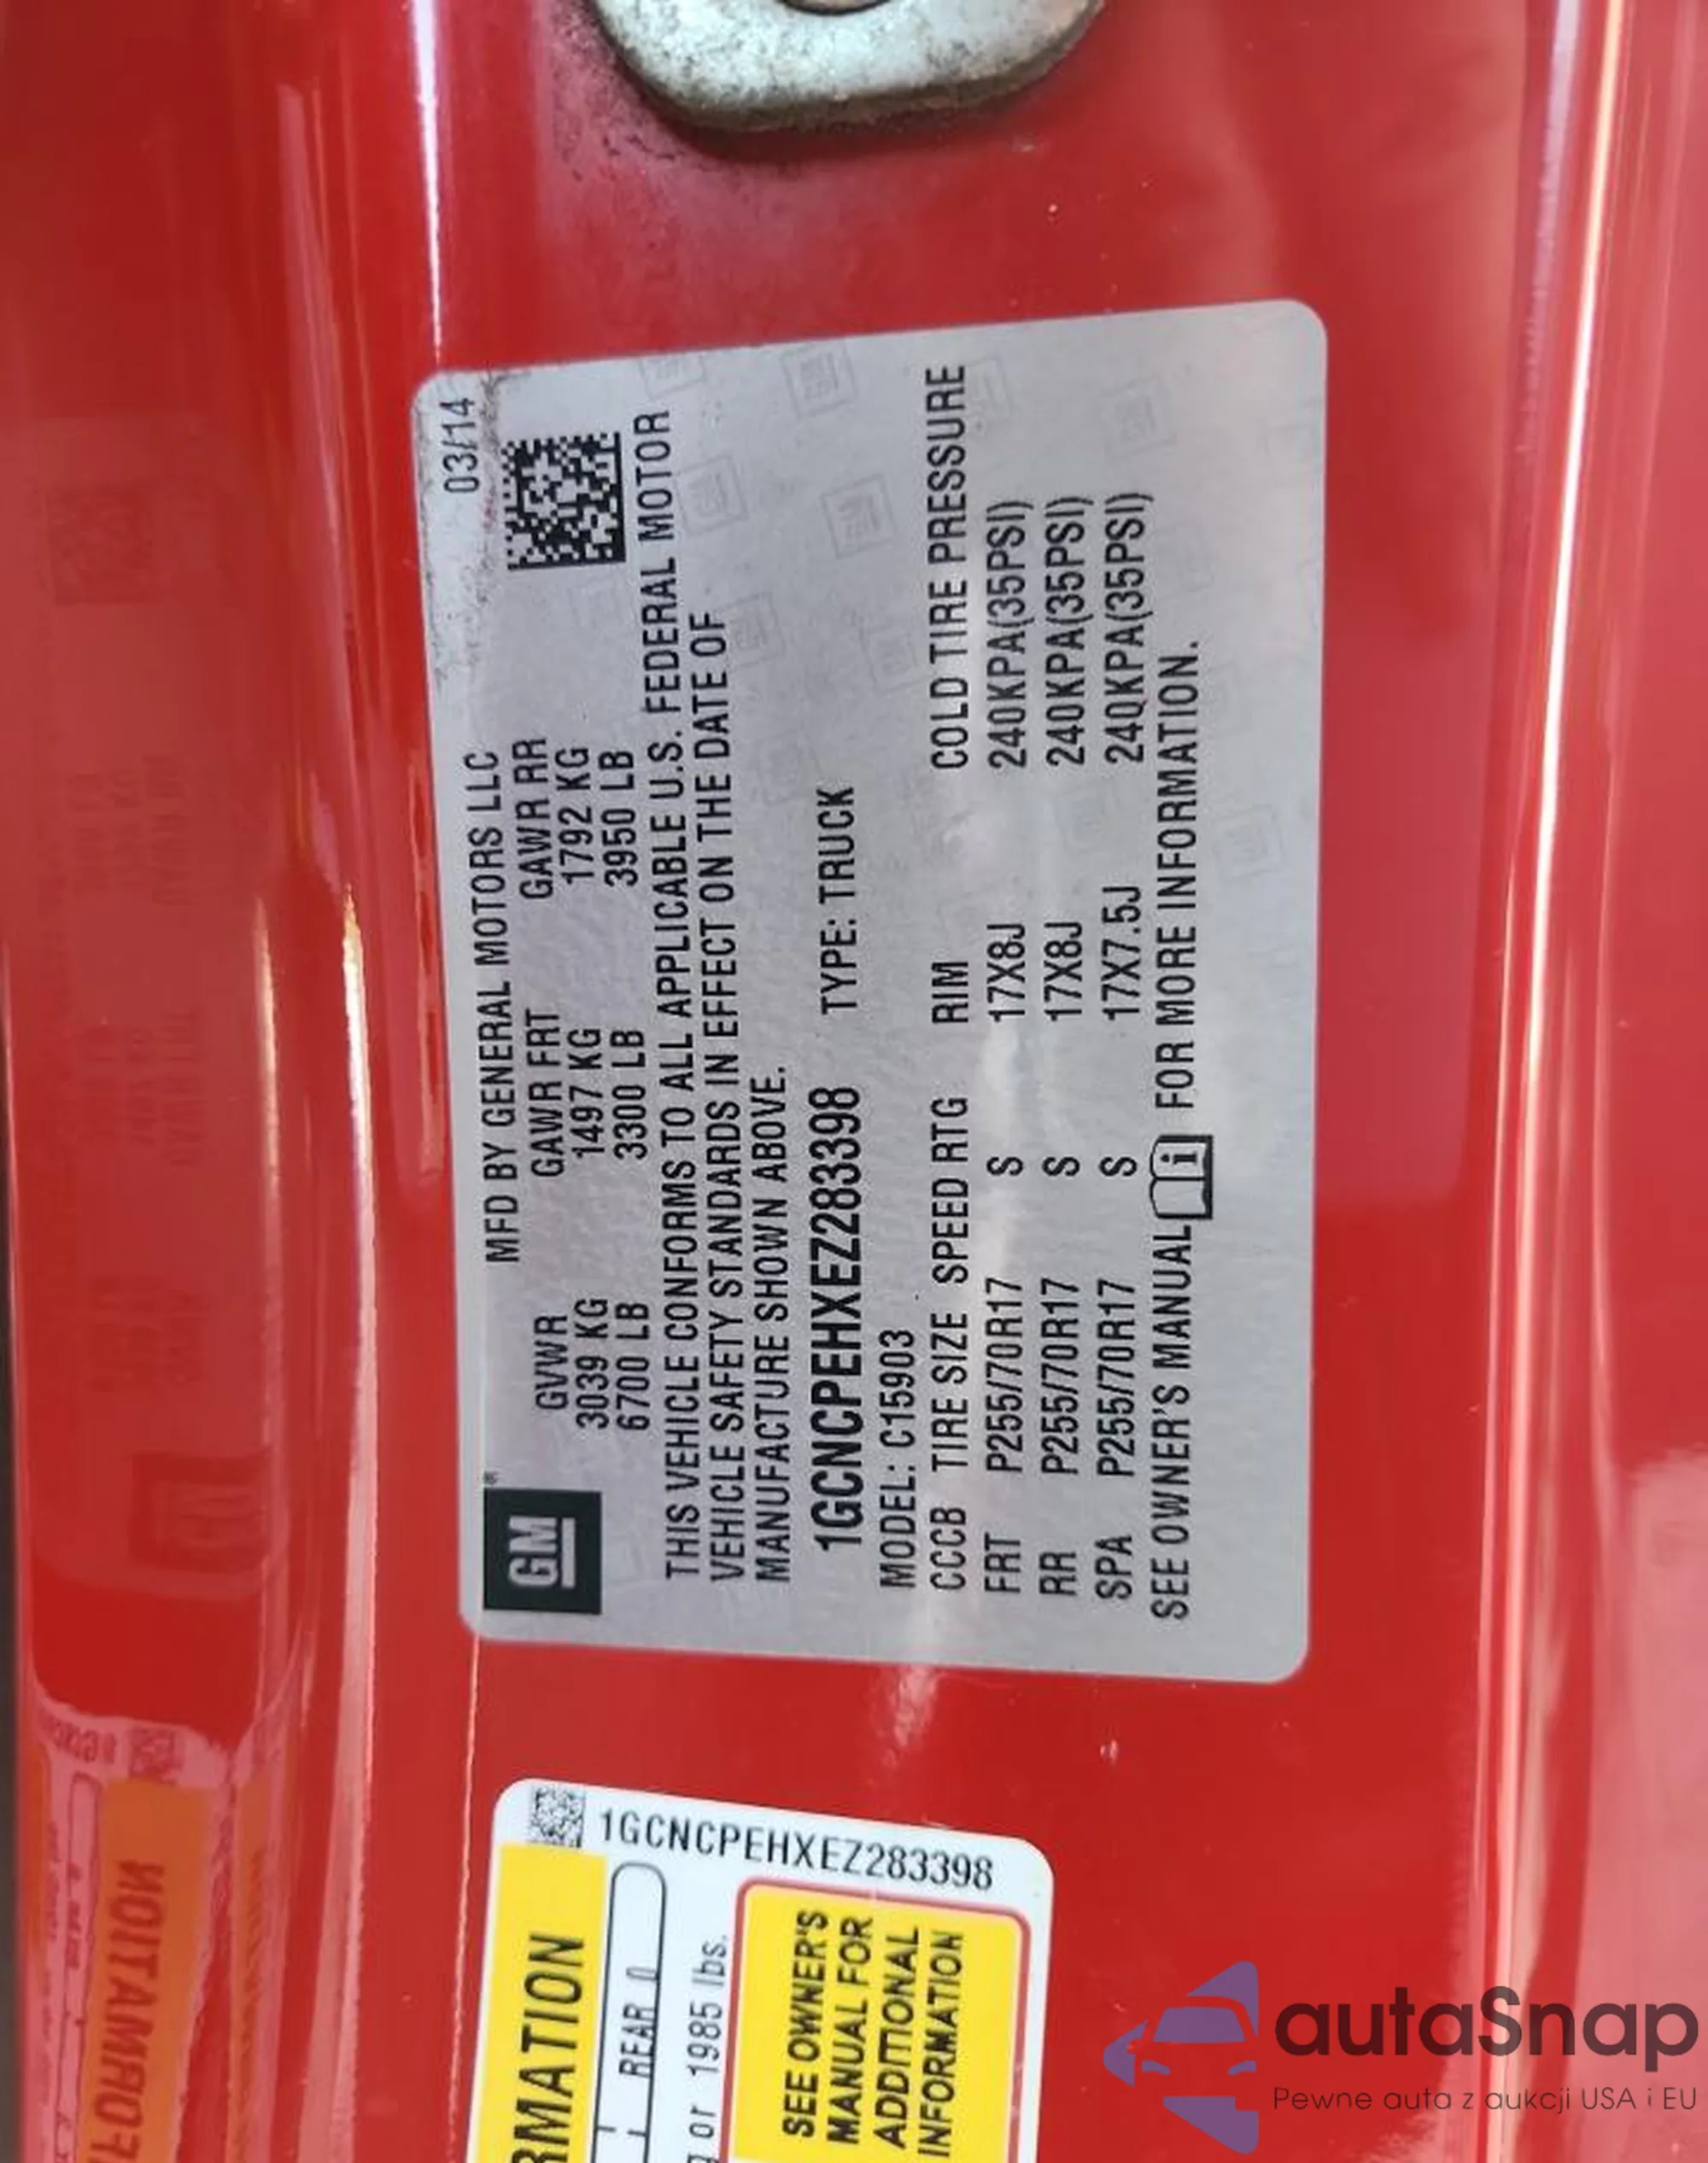 03/14
MFD BY GENERAL MOTORS LLC
GM®
GVWR GAWR FRT GAWR RR
3039 KG 1497 KG 1792 KG
6700 LB 3300 LB 3950 LB
THIS VEHICLE CONFORMS TO ALL APPLICABLE U.S. FEDERAL MOTOR
VEHICLE SAFETY STANDARDS IN EFFECT ON THE DATE OF
MANUFACTURE SHOWN ABOVE.
1GCNCPEHXEZ283398 TYPE: TRUCK
MODEL: C15903
CCCB TIRE SIZE SPEED RTG RIM COLD TIRE PRESSURE
FRT P255/70R17 S 17X8J 240KPA(35PSI)
RR P255/70R17 S 17X8J 240KPA(35PSI)
SPA P255/70R17 S 17X7.5J 240KPA(35PSI)
SEE OWNER'S MANUAL FOR MORE INFORMATION.
1GCNCPEHXEZ283398
RMATION
REAR 0
or 1985 lbs.
SEE OWNER'S
MANUAL FOR
ADDITIONAL
INFORMATION
autaSnap
Pewne auta z aukcji USA i EU